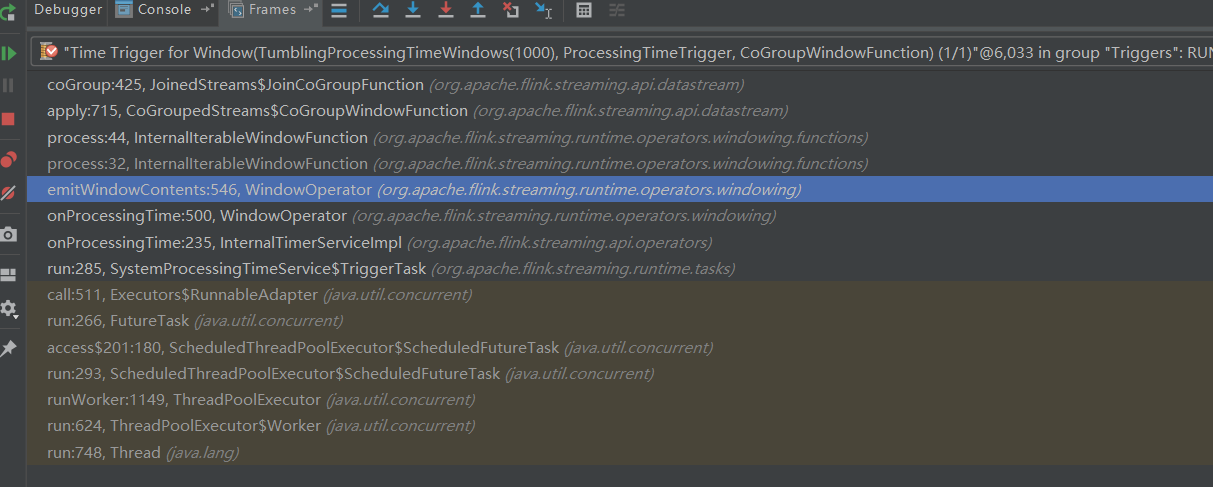 Debugger Console Frames
"Time Trigger for Window(TumblingProcessingTimeWindows(1000), ProcessingTimeTrigger, CoGroupWindowFunction) (1/1)"@6,033 in group "Triggers": RUN
coGroup:425, JoinedStreams$JoinCoGroupFunction (org.apache.flink.streaming.api.datastream)
apply:715, CoGroupedStreams$CoGroupWindowFunction (org.apache.flink.streaming.api.datastream)
process:44, InternalIterableWindowFunction (org.apache.flink.streaming.runtime.operators.windowing.functions)
process:32, InternalIterableWindowFunction (org.apache.flink.streaming.runtime.operators.windowing.functions)
emitWindowContents:546, WindowOperator (org.apache.flink.streaming.runtime.operators.windowing)
onProcessingTime:500, WindowOperator (org.apache.flink.streaming.runtime.operators.windowing)
onProcessingTime:235, InternalTimerServiceImpl (org.apache.flink.streaming.api.operators)
run:285, SystemProcessingTimeService$TriggerTask (org.apache.flink.streaming.runtime.tasks)
call:511, Executors$RunnableAdapter (java.util.concurrent)
run:266, FutureTask (java.util.concurrent)
access$201:180, ScheduledThreadPoolExecutor$ScheduledFutureTask (java.util.concurrent)
run:293, ScheduledThreadPoolExecutor$ScheduledFutureTask (java.util.concurrent)
runWorker:1149, ThreadPoolExecutor (java.util.concurrent)
run:624, ThreadPoolExecutor$Worker (java.util.concurrent)
run:748, Thread (java.lang)